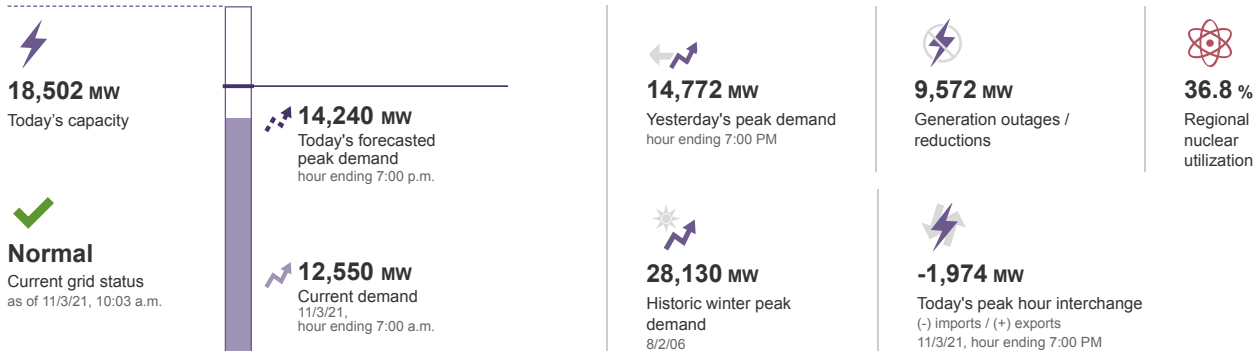 18,502 MW
Today's capacity
Normal
Current grid status
as of 11/3/21, 10:03 a.m.
14,240 MW
Today's forecasted
peak demand
hour ending 7:00 p.m.
12,550 MW
Current demand
11/3/21,
hour ending 7:00 a.m.
14,772 MW
Yesterday's peak demand
hour ending 7:00 PM
9,572 MW
Generation outages /
reductions
36.8 %
Regional
nuclear
utilization
28,130 MW
Historic winter peak
demand
8/2/06
-1,974 MW
Today's peak hour interchange
(-) imports / (+) exports
11/3/21, hour ending 7:00 PM